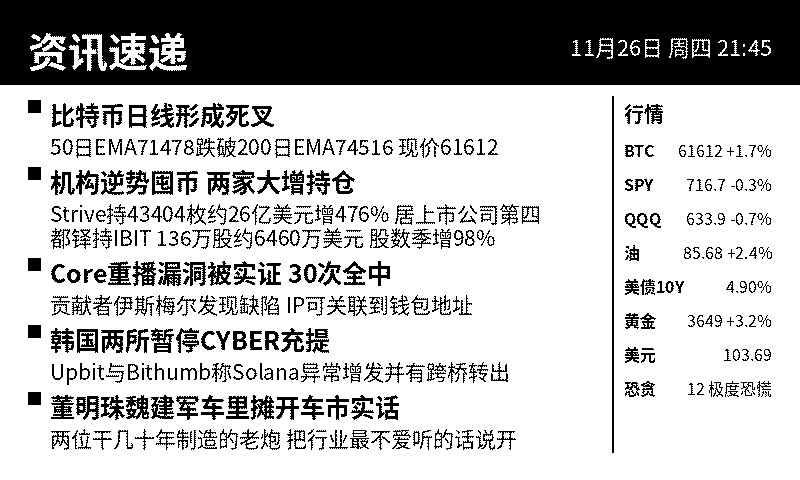 资讯速递
11月26日 周四 21:45
比特币日线形成死叉
50日EMA71478跌破200日EMA74516 现价61612
机构逆势囤币 两家大增持仓
Strive持43404枚约26亿美元增476% 居上市公司第四
都铎持IBIT 136万股约6460万美元 股数季增98%
Core重播漏洞被实证 30次全中
贡献者伊斯梅尔发现缺陷 IP可关联到钱包地址
韩国两所暂停CYBER充提
Upbit与Bithumb称Solana异常增发并有跨桥转出
董明珠魏建军车里摊开车市实话
两位干几十年制造的老炮 把行业最不爱听的话说开
行情
BTC 61612 +1.7%
SPY 716.7 -0.3%
QQQ 633.9 -0.7%
油 85.68 +2.4%
美债10Y 4.90%
黄金 3649 +3.2%
美元 103.69
恐贪 12 极度恐慌